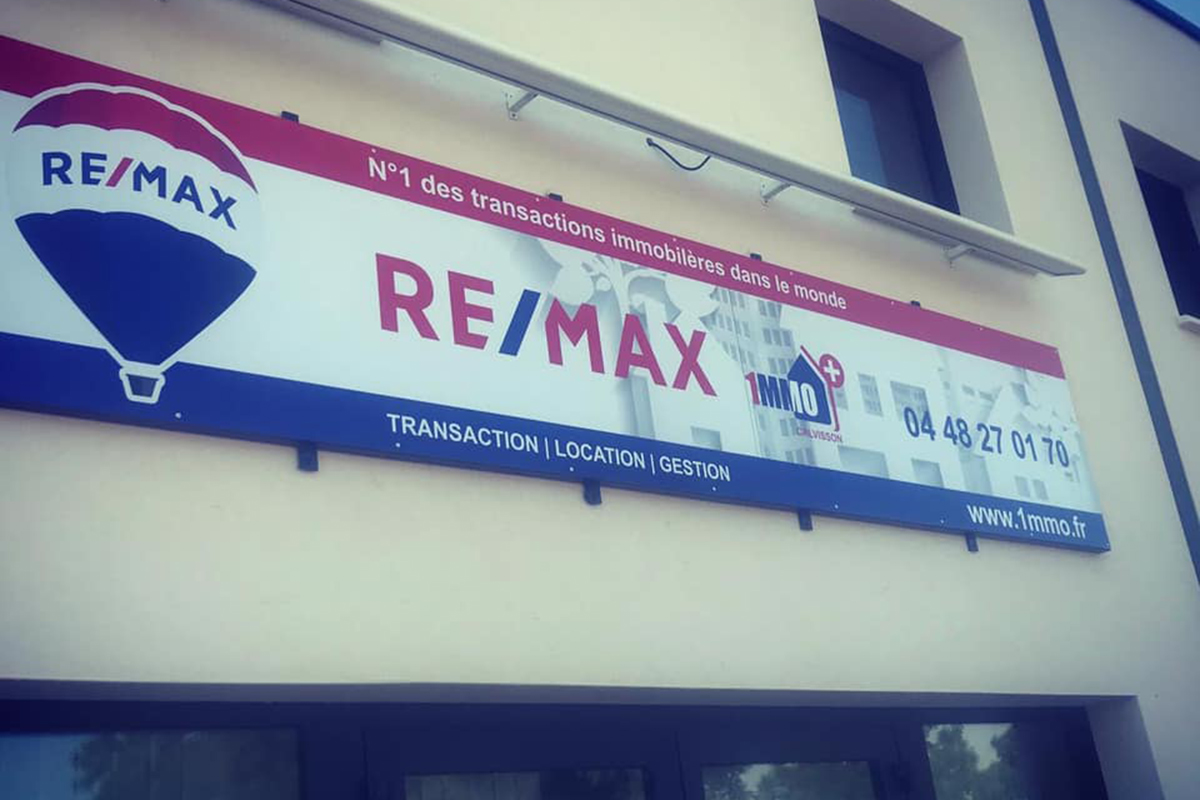 RE/MAX
N°1 des transactions immobilères dans le monde
RE/MAX
1MMO
CALVISSON
04 48 27 01 70
TRANSACTION | LOCATION | GESTION
www.1mmo.fr